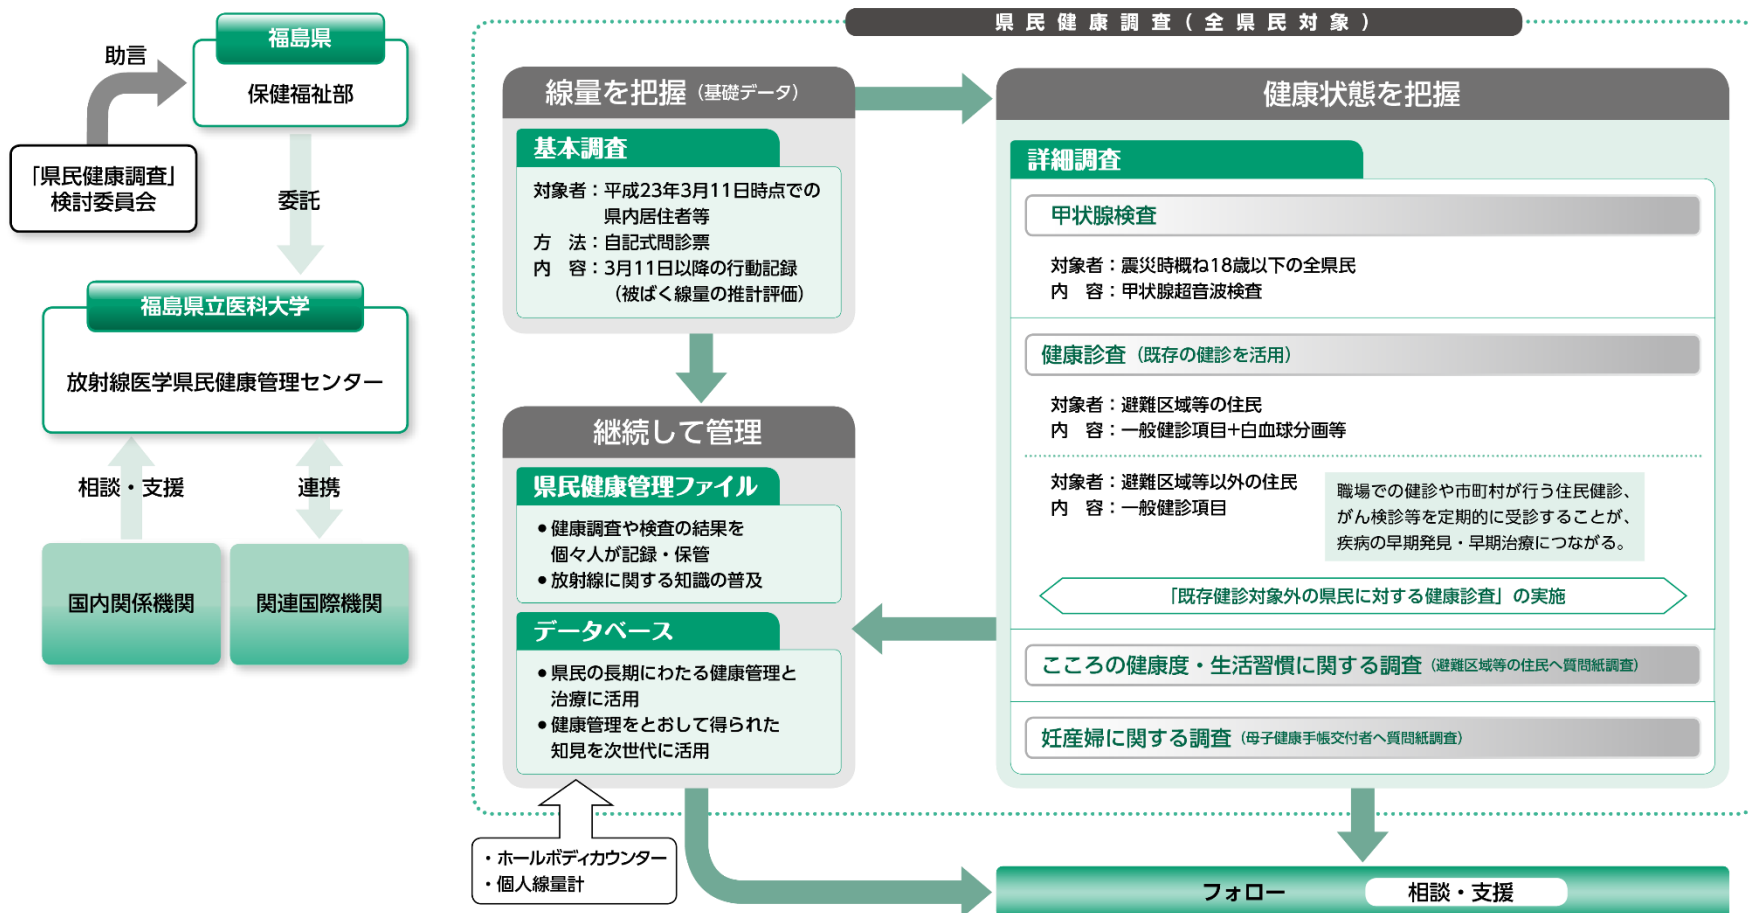 助言
福島県
保健福祉部
「県民健康調査」
検討委員会
委託
福島県立医科大学
放射線医学県民健康管理センター
相談・支援
連携
国内関係機関
関連国際機関
県民健康調査(全県民対象)
線量を把握（基礎データ）
基本調査
対象者：平成23年3月11日時点での
県内居住者等
方　法：自記式問診票
内　容：3月11日以降の行動記録
（被ばく線量の推計評価）
継続して管理
県民健康管理ファイル
●健康調査や検査の結果を
個々人が記録・保管
●放射線に関する知識の普及
データベース
●県民の長期にわたる健康管理と
治療に活用
●健康管理をとおして得られた
知見を次世代に活用
・ホールボディカウンター
・個人線量計
健康状態を把握
詳細調査
甲状腺検査
対象者：震災時概ね18歳以下の全県民
内　容：甲状腺超音波検査
健康診査（既存の健診を活用）
対象者：避難区域等の住民
内　容：一般健診項目+白血球分画等
対象者：避難区域等以外の住民
内　容：一般健診項目
職場での健診や市町村が行う住民健診、
がん検診等を定期的に受診することが、
疾病の早期発見・早期治療につながる。
「既存健診対象外の県民に対する健康診査」の実施
こころの健康度・生活習慣に関する調査（避難区域等の住民へ質問紙調査）
妊産婦に関する調査（母子健康手帳交付者へ質問紙調査）
フォロー
相談・支援